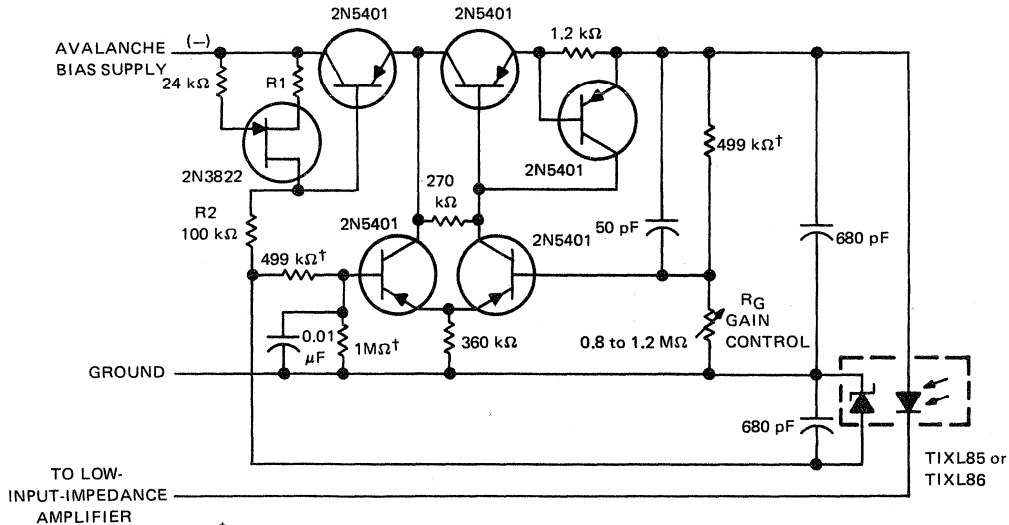 2N5401
2N5401
AVALANCHE
BIAS SUPPLY
(−)
1,2 kΩ
24 kΩ
R1
499 kΩ†
2N3822
2N5401
270
kΩ
R2
100 kΩ
2N5401
2N5401
50 pF
680 pF
499 kΩ†
RG
GAIN
CONTROL
0.01
μF
1MΩ†
360 kΩ
0.8 to 1.2 MΩ
GROUND
680 pF
TIXL85 or
TIXL86
TO LOW-
INPUT-IMPEDANCE
AMPLIFIER